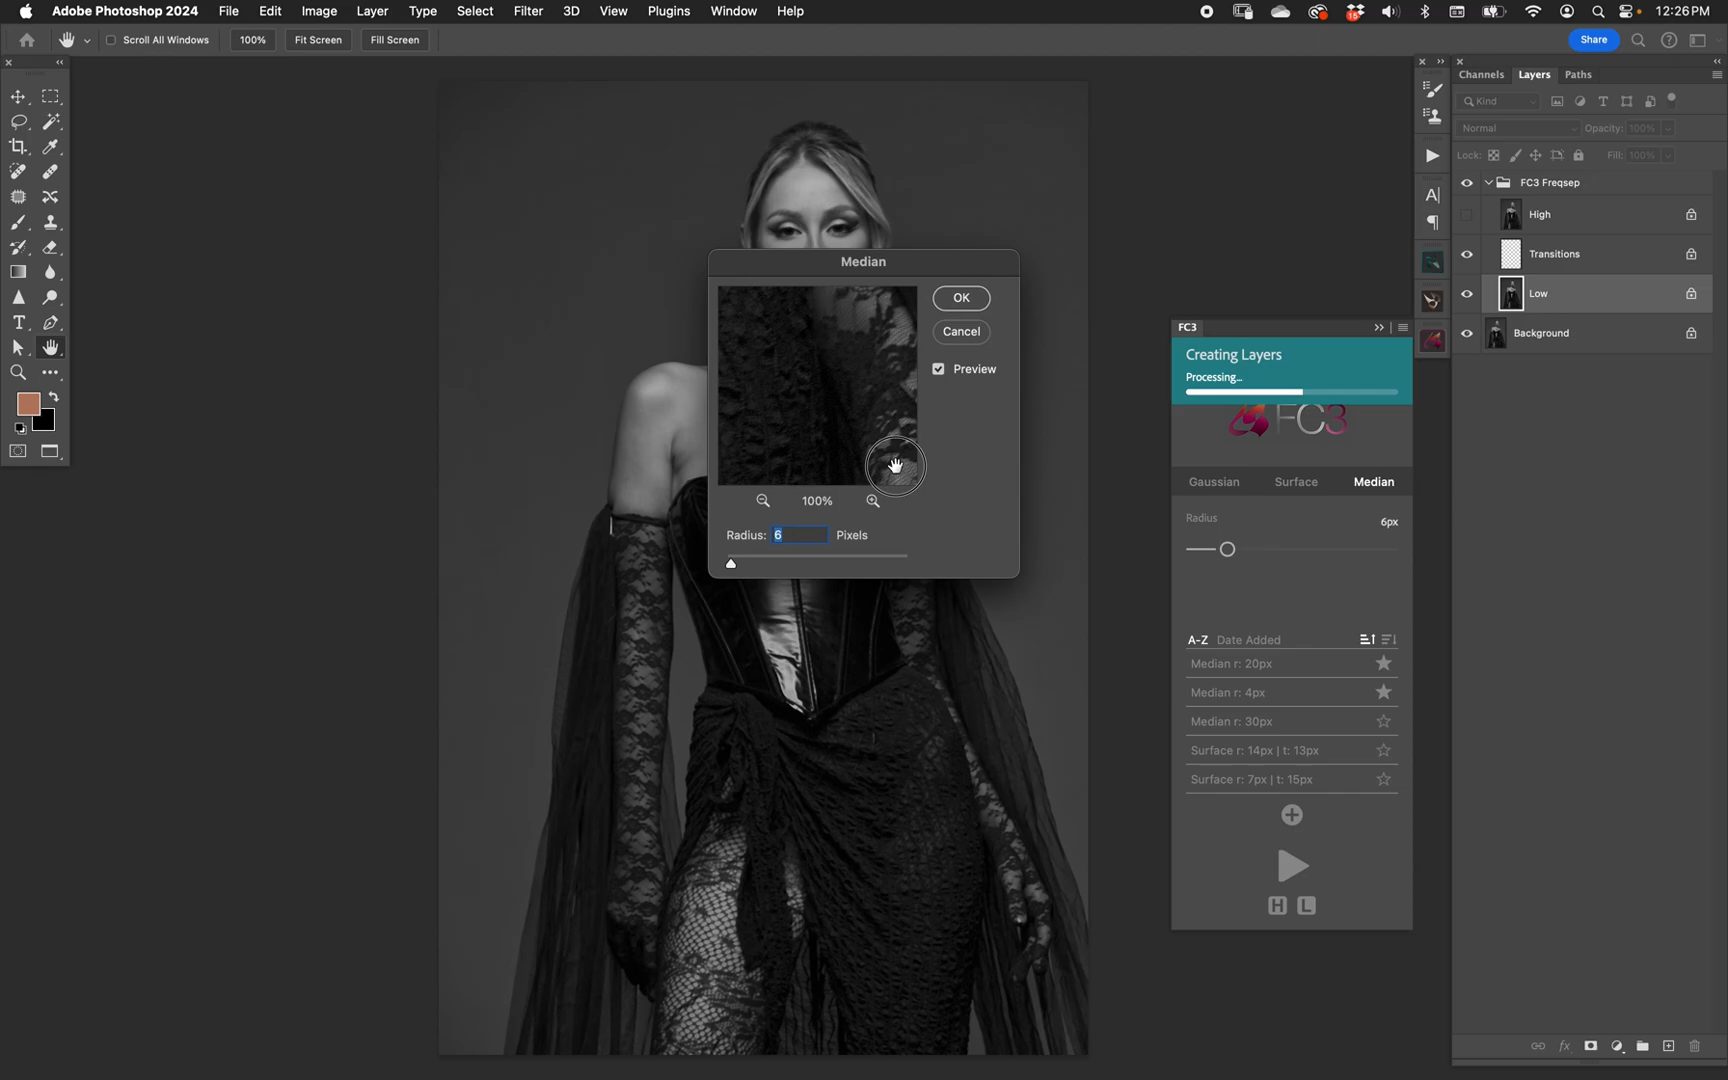 Adobe Photoshop 2024 File Edit Image Layer Type Select Filter 3D View Plugins Window Help
15
12:26 PM
Scroll All Windows 100% Fit Screen Fill Screen
Share
Channels Layers Paths
Kind
Normal Opacity: 100%
Lock: Fill: 100%
FC3 Freqsep
High
Transitions
Low
Background
Median
OK
Cancel
Preview
100%
Radius: 6 Pixels
FC3
Creating Layers
Processing...
FC3
Gaussian Surface Median
Radius 6px
A-Z Date Added
Median r: 20px
Median r: 4px
Median r: 30px
Surface r: 14px | t: 13px
Surface r: 7px | t: 15px
H L